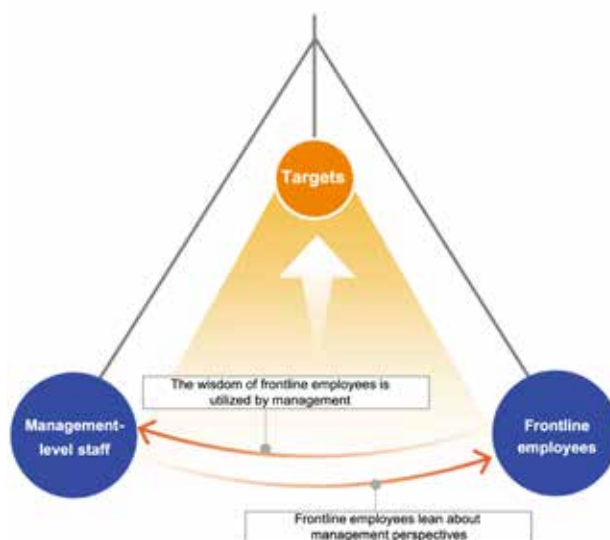 Targets
The wisdom of frontline employees is
utilized by management
Management-
level staff
Frontline
employees
Frontline employees lean about
management perspectives